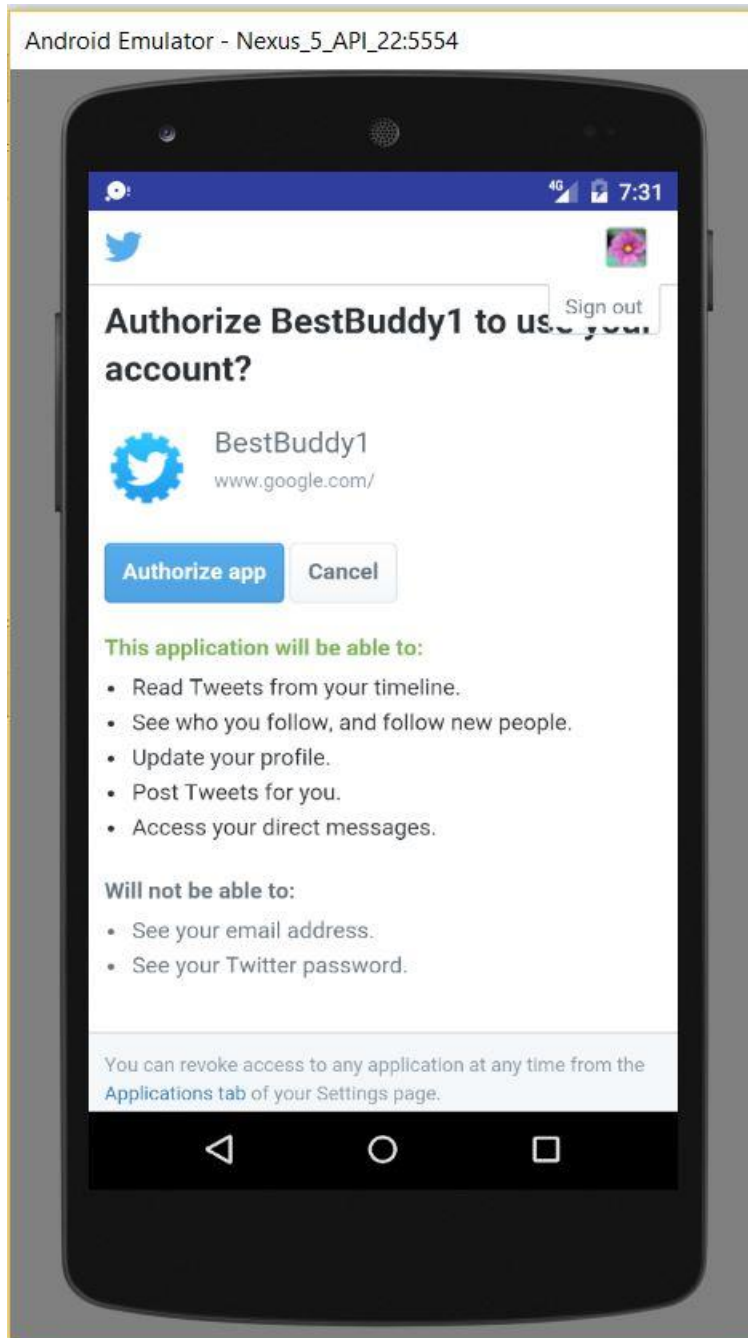 Android Emulator - Nexus_5_API_22:5554
4G 7:31
Sign out
Authorize BestBuddy1 to use your
account?
BestBuddy1
www.google.com/
Authorize app Cancel
This application will be able to:
• Read Tweets from your timeline.
• See who you follow, and follow new people.
• Update your profile.
• Post Tweets for you.
• Access your direct messages.
Will not be able to:
• See your email address.
• See your Twitter password.
You can revoke access to any application at any time from the
Applications tab of your Settings page.